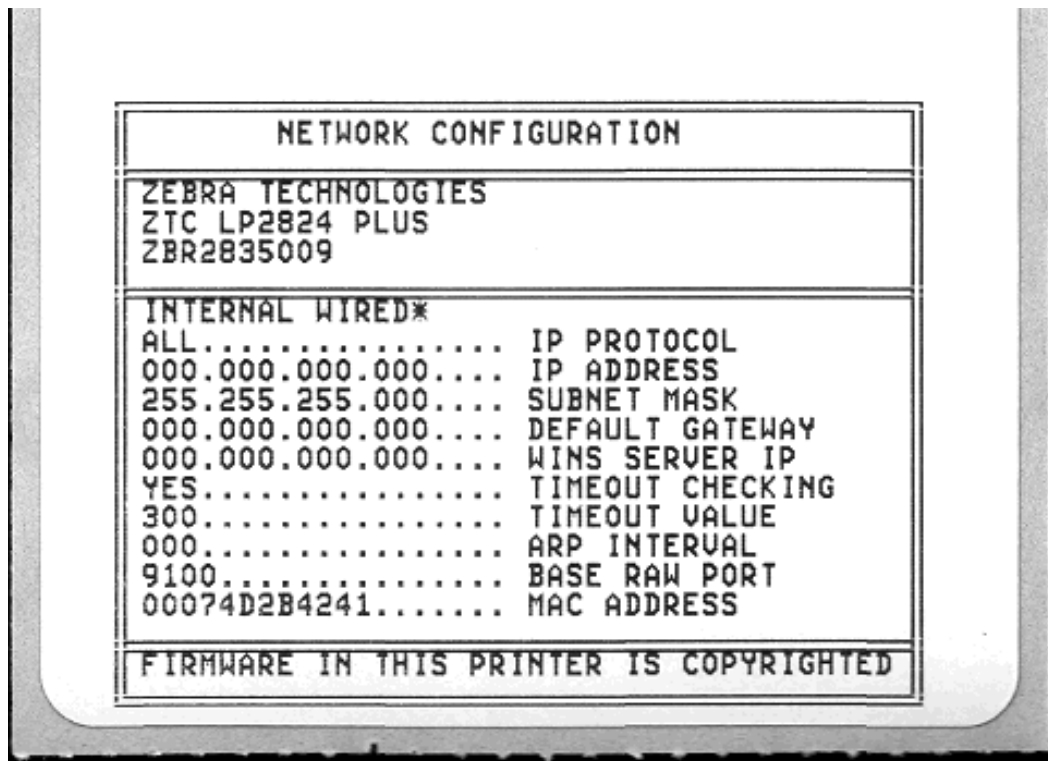 NETWORK CONFIGURATION
ZEBRA TECHNOLOGIES
ZTC LP2824 PLUS
ZBR2835009
INTERNAL WIRED*
ALL................. IP PROTOCOL
000.000.000.000.... IP ADDRESS
255.255.255.000.... SUBNET MASK
000.000.000.000.... DEFAULT GATEWAY
000.000.000.000.... WINS SERVER IP
YES................ TIMEOUT CHECKING
300................ TIMEOUT VALUE
000................ ARP INTERVAL
9100............... BASE RAW PORT
00074D2B4241....... MAC ADDRESS
FIRMWARE IN THIS PRINTER IS COPYRIGHTED